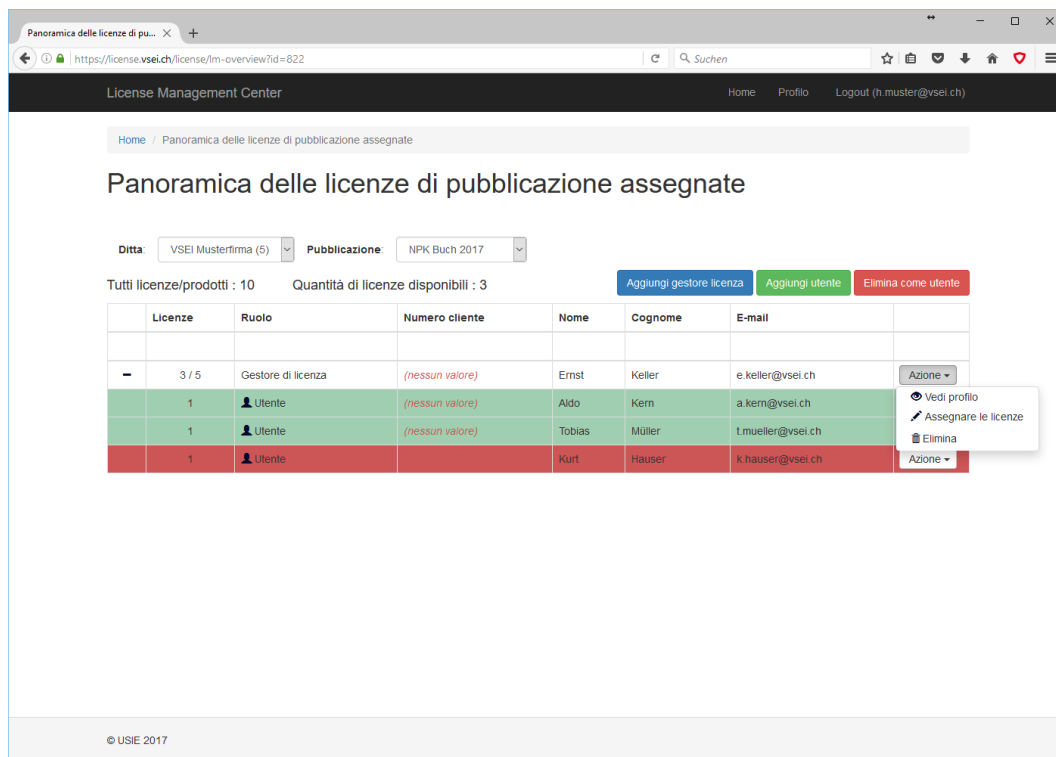 Panoramica delle licenze di pu...
https://license.vsei.ch/license/lm-overview?id=822
Suchen
License Management Center
Home Profilo Logout (h.muster@vsei.ch)
Home / Panoramica delle licenze di pubblicazione assegnate
Panoramica delle licenze di pubblicazione assegnate
Ditta: VSEI Musterfirma (5) Pubblicazione: NPK Buch 2017
Tutti licenze/prodotti : 10 Quantità di licenze disponibili : 3 Aggiungi gestore licenza Aggiungi utente Elimina come utente
Licenze Ruolo Numero cliente Nome Cognome E-mail
3 / 5 Gestore di licenza (nessun valore) Ernst Keller e.keller@vsei.ch Azione
1 Utente (nessun valore) Aldo Kern a.kern@vsei.ch
1 Utente (nessun valore) Tobias Müller t.mueller@vsei.ch
1 Utente Kurt Hauser k.hauser@vsei.ch Azione
Vedi profilo
Assegnare le licenze
Elimina
© USIE 2017